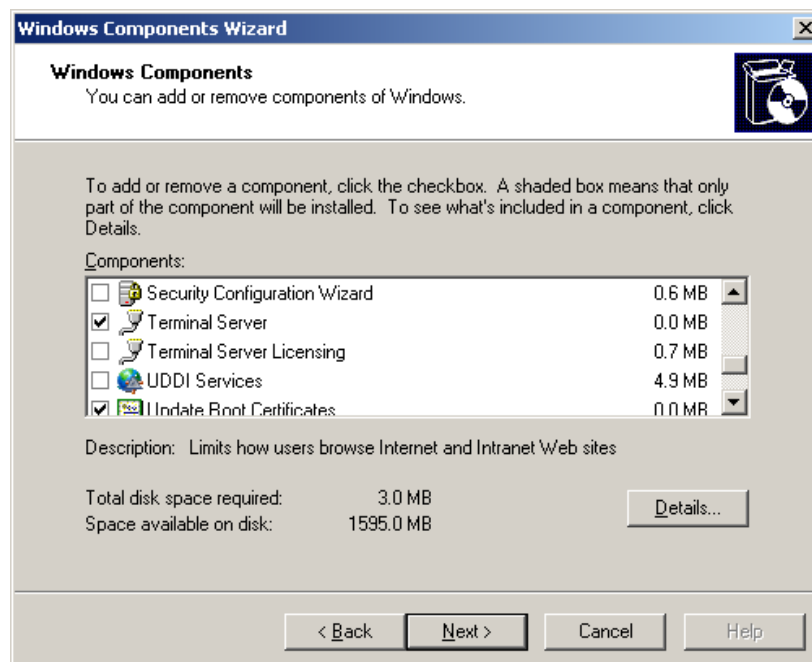 Windows Components Wizard
Windows Components
You can add or remove components of Windows.
To add or remove a component, click the checkbox. A shaded box means that only
part of the component will be installed. To see what's included in a component, click
Details.
Components:
Security Configuration Wizard 0.6 MB
Terminal Server 0.0 MB
Terminal Server Licensing 0.7 MB
UDDI Services 4.9 MB
Update Root Certificates 0.0 MB
Description: Limits how users browse Internet and Intranet Web sites
Total disk space required: 3.0 MB
Space available on disk: 1595.0 MB
Details...
< Back Next > Cancel Help